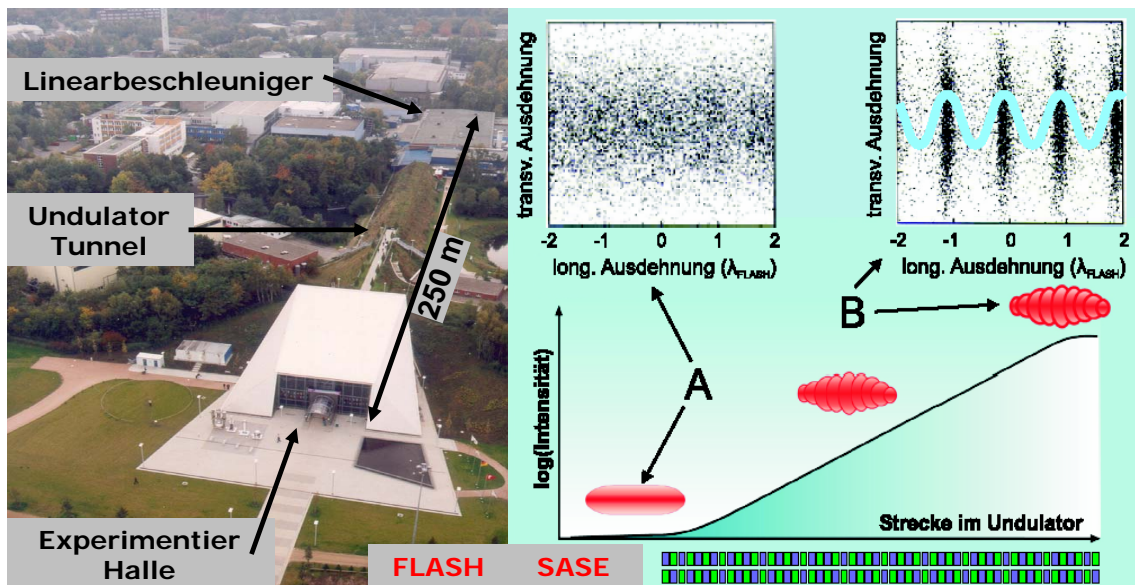 Linearbeschleuniger
Undulator
Tunnel
250 m
Experimentier
Halle
FLASH SASE
transv. Ausdehnung
-2 -1 0 1 2
long. Ausdehnung (λFLASH)
A
transv. Ausdehnung
-2 -1 0 1 2
long. Ausdehnung (λFLASH)
B
log(Intensität)
Strecke im Undulator